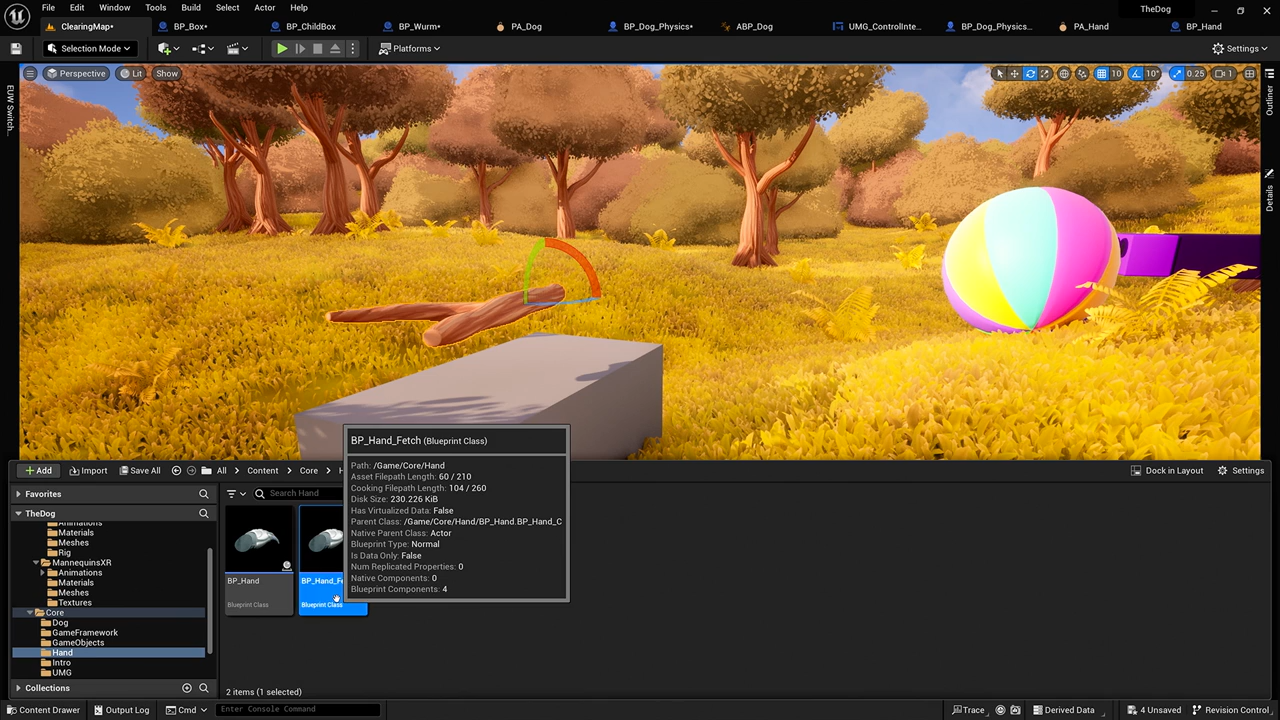 File Edit Window Tools Build Select Actor Help
TheDog
ClearingMap* BP_Box* BP_ChildBox BP_Wurm* PA_Dog BP_Dog_Physics* ABP_Dog UMG_ControlInte... BP_Dog_Physics... PA_Hand BP_Hand
Selection Mode Platforms Settings
Perspective Lit Show 10 10° 0.25 1
EUW Switch...
Outliner
Details
BP_Hand_Fetch (Blueprint Class)
Path: /Game/Core/Hand
Asset Filepath Length: 60 / 210
Cooking Filepath Length: 104 / 260
Disk Size: 230.226 KiB
Has Virtualized Data: False
Parent Class: /Game/Core/Hand/BP_Hand.BP_Hand_C
Native Parent Class: Actor
Blueprint Type: Normal
Is Data Only: False
Num Replicated Properties: 0
Native Components: 0
Blueprint Components: 4
+ Add Import Save All All > Content > Core > H Dock in Layout Settings
Favorites
Search Hand
TheDog
Animations
Materials
Meshes
Rig
MannequinsXR
Animations
Materials
Meshes
Textures
Core
Dog
GameFramework
GameObjects
Hand
Intro
UMG
BP_Hand
Blueprint Class
BP_Hand_Fe
Blueprint Class
Collections
2 items (1 selected)
Content Drawer Output Log Cmd Enter Console Command Trace Derived Data 4 Unsaved Revision Control